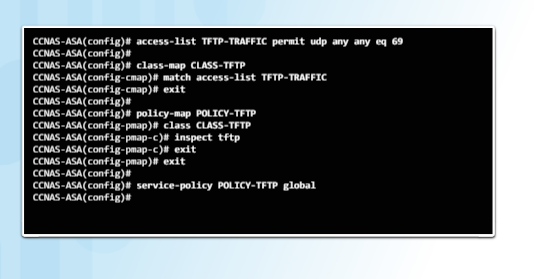 CCNAS-ASA(config)# access-list TFTP-TRAFFIC permit udp any any eq 69
CCNAS-ASA(config)#
CCNAS-ASA(config)# class-map CLASS-TFTP
CCNAS-ASA(config-cmap)# match access-list TFTP-TRAFFIC
CCNAS-ASA(config-cmap)# exit
CCNAS-ASA(config)#
CCNAS-ASA(config)# policy-map POLICY-TFTP
CCNAS-ASA(config-pmap)# class CLASS-TFTP
CCNAS-ASA(config-pmap-c)# inspect tftp
CCNAS-ASA(config-pmap-c)# exit
CCNAS-ASA(config-pmap)# exit
CCNAS-ASA(config)#
CCNAS-ASA(config)# service-policy POLICY-TFTP global
CCNAS-ASA(config)#